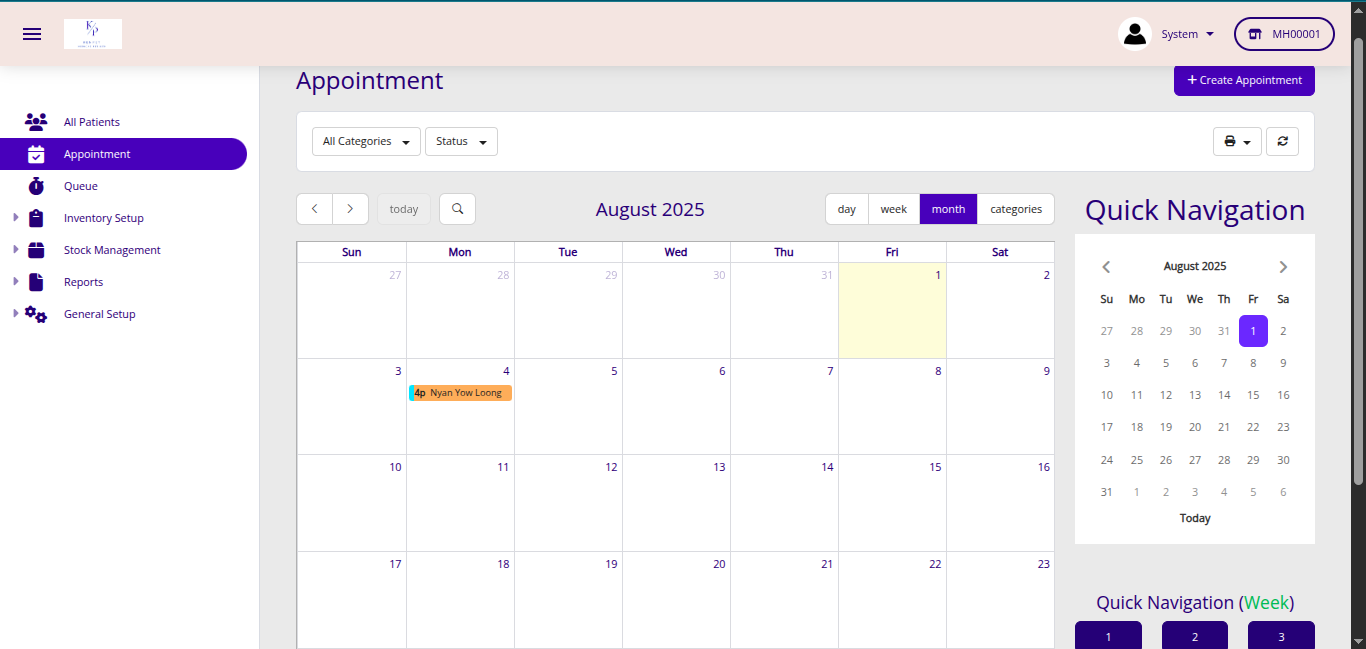 System
MH00001
Appointment
+ Create Appointment
All Patients
Appointment
Queue
Inventory Setup
Stock Management
Reports
General Setup
All Categories
Status
today
August 2025
day week month categories
Sun Mon Tue Wed Thu Fri Sat
27 28 29 30 31 1 2
3 4 5 6 7 8 9
4p Nyan Yow Loong
10 11 12 13 14 15 16
17 18 19 20 21 22 23
Quick Navigation
August 2025
Su Mo Tu We Th Fr Sa
27 28 29 30 31 1 2
3 4 5 6 7 8 9
10 11 12 13 14 15 16
17 18 19 20 21 22 23
24 25 26 27 28 29 30
31 1 2 3 4 5 6
Today
Quick Navigation (Week)
1 2 3